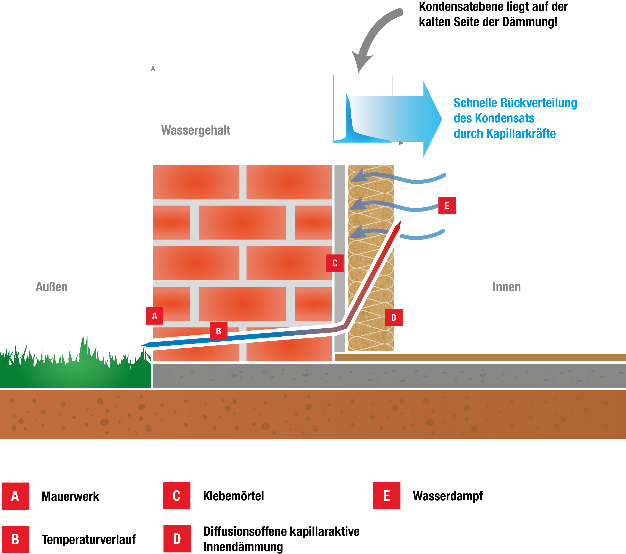 Kondensatebene liegt auf der
kalten Seite der Dämmung!
A
Schnelle Rückverteilung
des Kondensats
durch Kapillarkräfte
Wassergehalt
E
C
Außen
Innen
A
D
B
A Mauerwerk
C Klebemörtel
E Wasserdampf
B Temperaturverlauf
D Diffusionsoffene kapillaraktive
Innendämmung